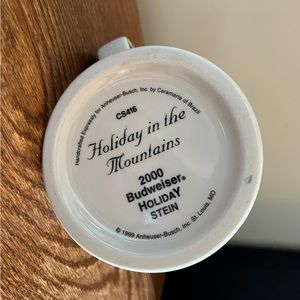 Handcrafted Expressly for Anheuser-Busch, Inc. by Ceramarte of Brazil
CS416
Holiday in the
Mountains
2000
Budweiser®
HOLIDAY
STEIN
© 1999 Anheuser-Busch, Inc. St. Louis, MO